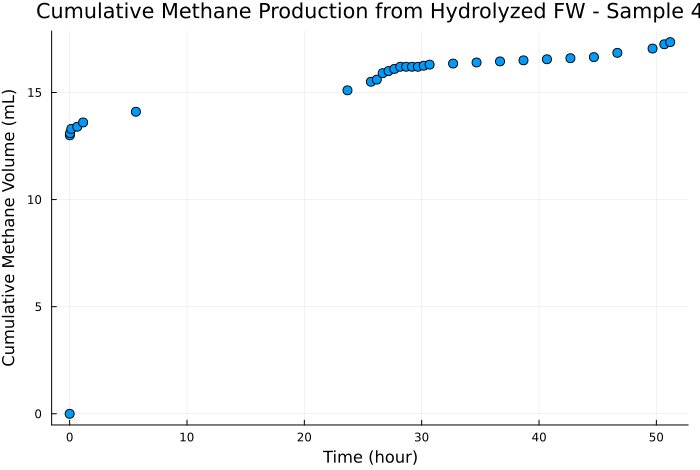 Cumulative Methane Production from Hydrolyzed FW - Sample 4
Cumulative Methane Volume (mL)
15
10
5
0
0 10 20 30 40 50
Time (hour)